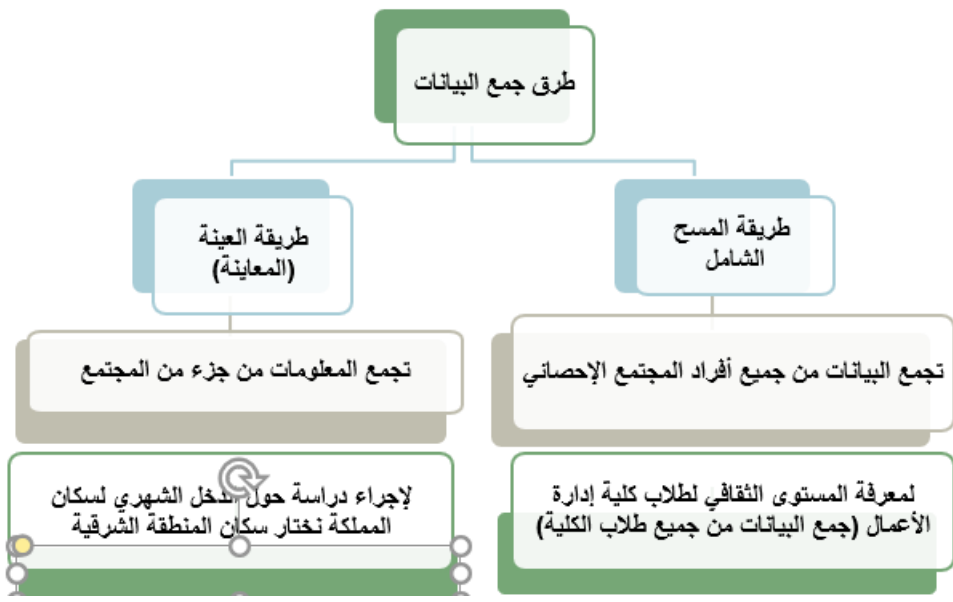 طرق جمع البيانات
طريقة المسح
الشامل
تجمع البيانات من جميع أفراد المجتمع الإحصائي
لمعرفة المستوى الثقافي لطلاب كلية إدارة
الأعمال (جمع البيانات من جميع طلاب الكلية)
طريقة العينة
(المعاينة)
تجمع المعلومات من جزء من المجتمع
لإجراء دراسة حول الدخل الشهري لسكان
المملكة نختار سكان المنطقة الشرقية